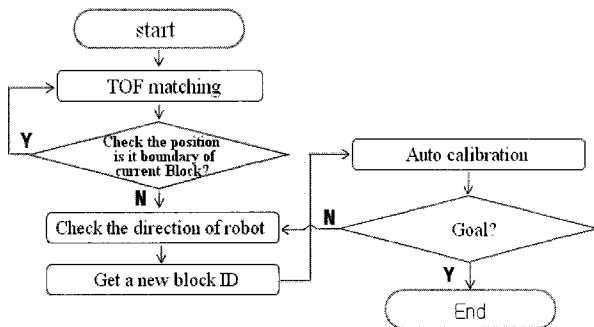 start
TOF matching
Y
Check the position
is it boundary of
current Block?
N
Check the direction of robot
Get a new block ID
Auto calibration
N
Goal?
Y
End